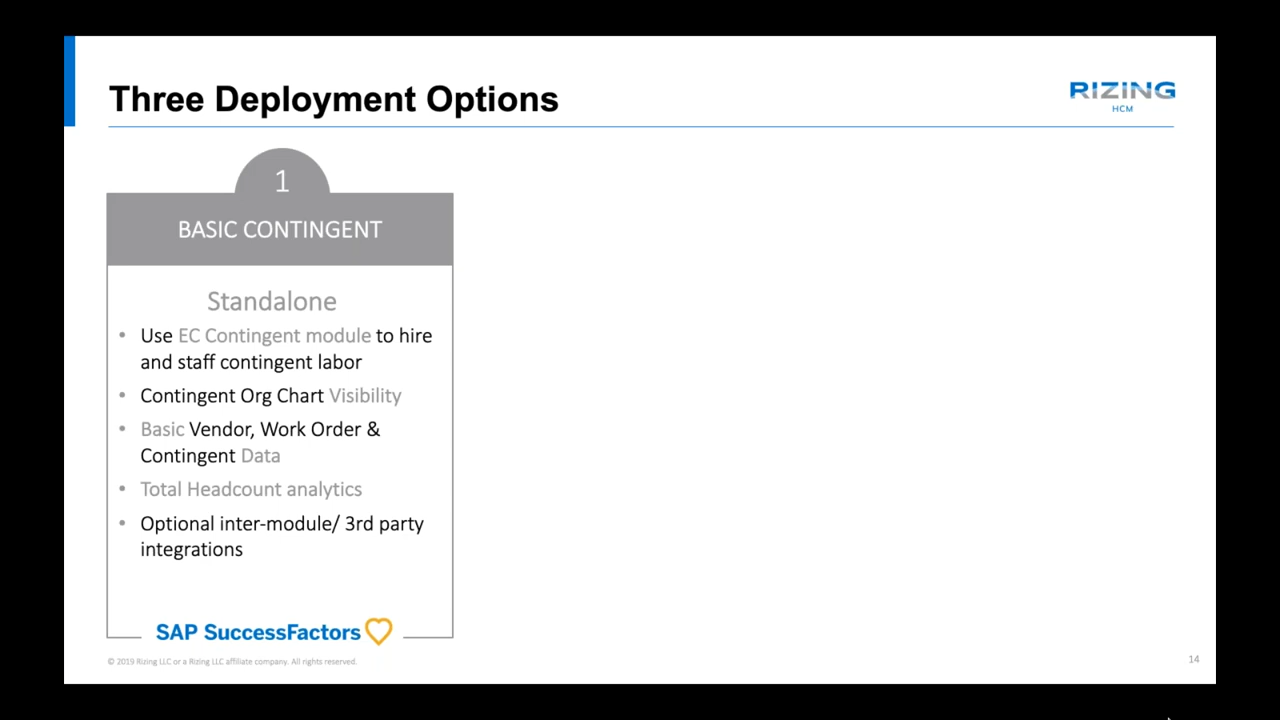 Three Deployment Options
RIZING
HCM
1
BASIC CONTINGENT
Standalone
• Use EC Contingent module to hire
and staff contingent labor
• Contingent Org Chart Visibility
• Basic Vendor, Work Order &
Contingent Data
• Total Headcount analytics
• Optional inter-module/ 3rd party
integrations
SAP SuccessFactors
© 2019 Rizing LLC or a Rizing LLC affiliate company. All rights reserved.
14